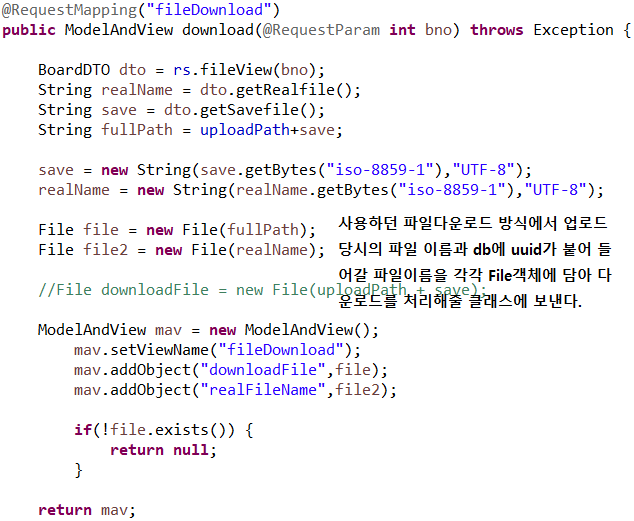 @RequestMapping("fileDownload")
public ModelAndView download(@RequestParam int bno) throws Exception {
BoardDTO dto = rs.fileView(bno);
String realName = dto.getRealfile();
String save = dto.getSavefile();
String fullPath = uploadPath+save;
save = new String(save.getBytes("iso-8859-1"),"UTF-8");
realName = new String(realName.getBytes("iso-8859-1"),"UTF-8");
File file = new File(fullPath);
File file2 = new File(realName);
사용하던 파일다운로드 방식에서 업로드
당시의 파일 이름과 db에 uuid가 붙어 들
어갈 파일이름을 각각 File객체에 담아 다
운로드를 처리해줄 클래스에 보낸다.
//File downloadFile = new File(uploadPath + save);
ModelAndView mav = new ModelAndView();
mav.setViewName("fileDownload");
mav.addObject("downloadFile",file);
mav.addObject("realFileName",file2);
if(!file.exists()) {
return null;
}
return mav;